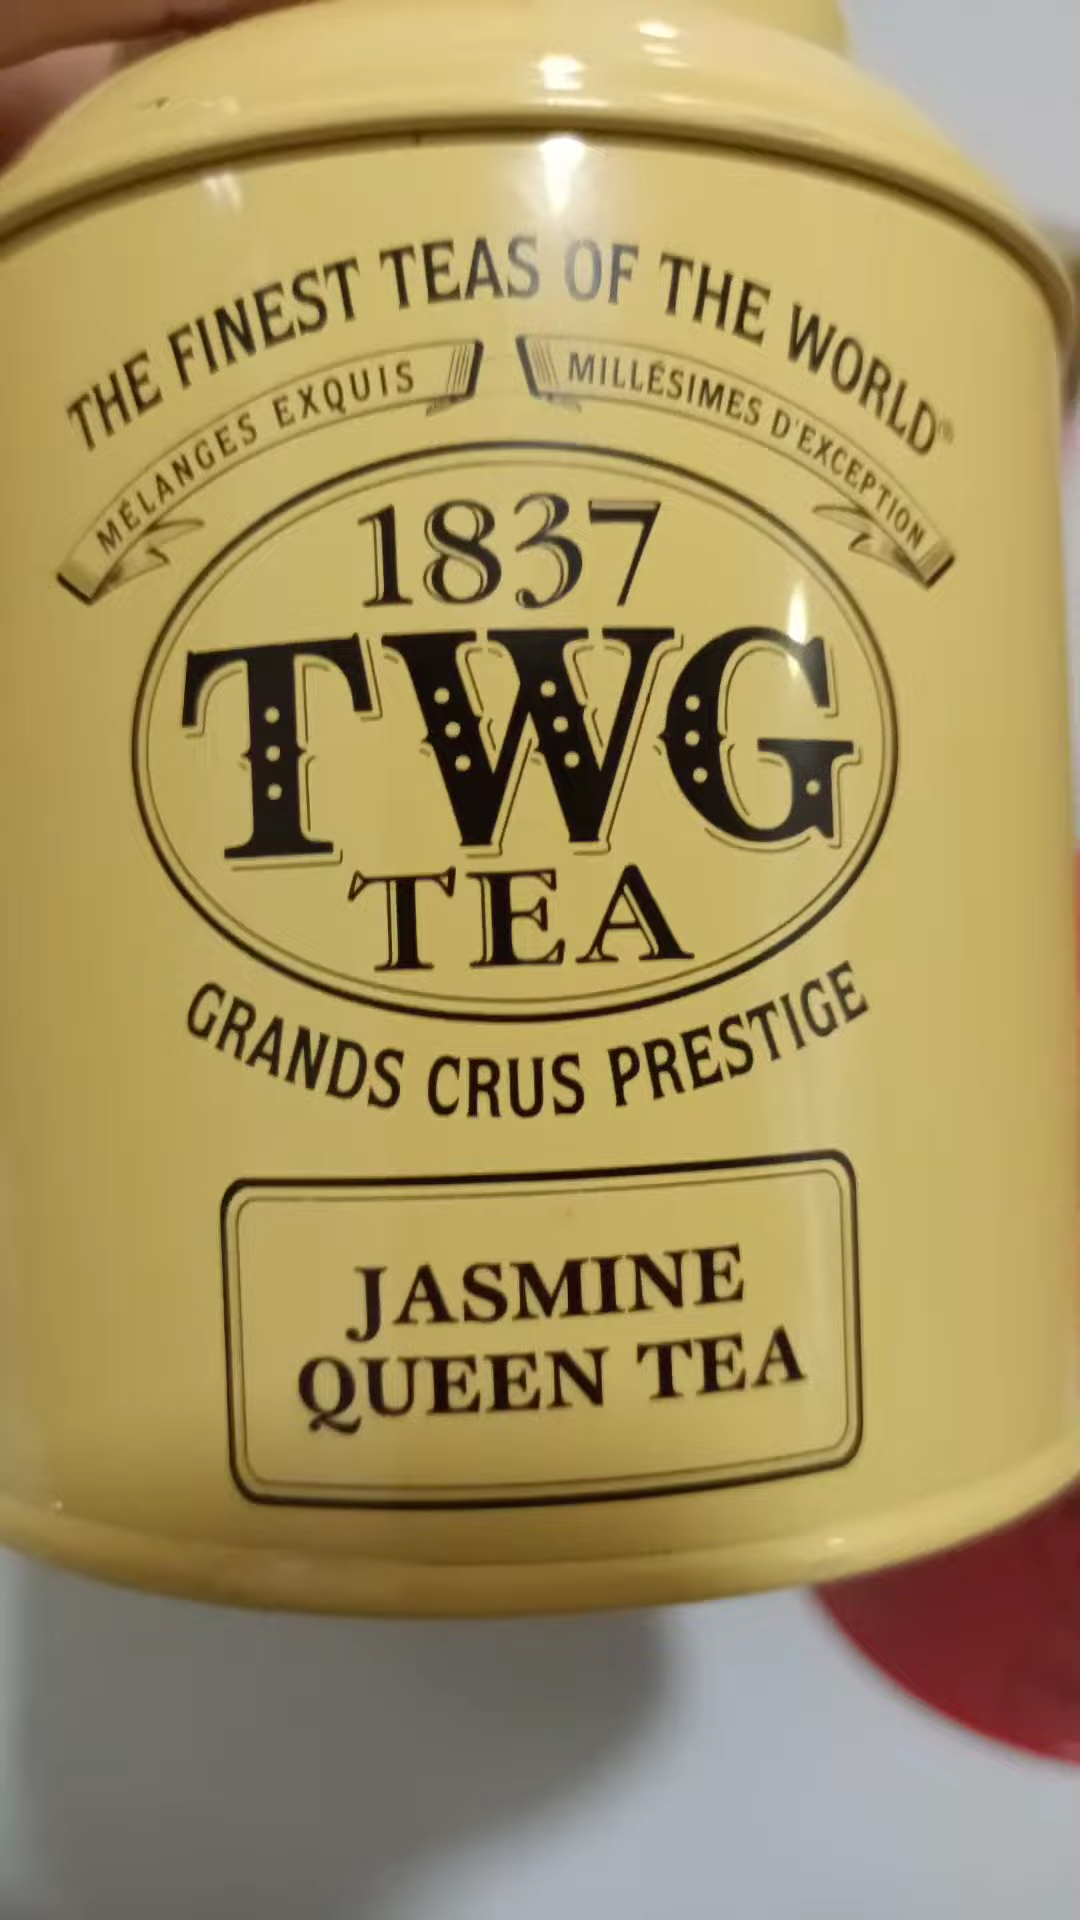 THE FINEST TEAS OF THE WORLD®
MÉLANGES EXQUIS
MILLÉSIMES D'EXCEPTION
1837
TWG
TEA
GRANDS CRUS PRESTIGE
JASMINE
QUEEN TEA